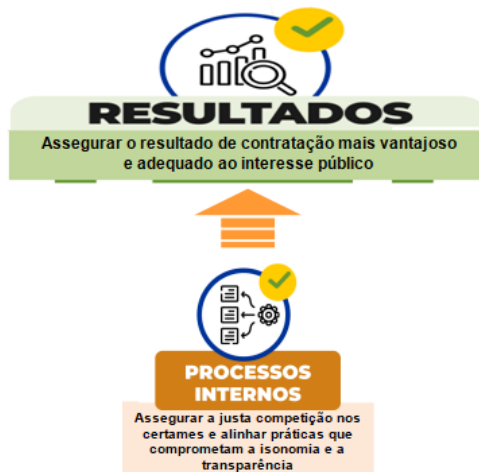 RESULTADOS
Assegurar o resultado de contratação mais vantajoso
e adequado ao interesse público
PROCESSOS
INTERNOS
Assegurar a justa competição nos
certames e alinhar práticas que
comprometam a isonomia e a
transparência